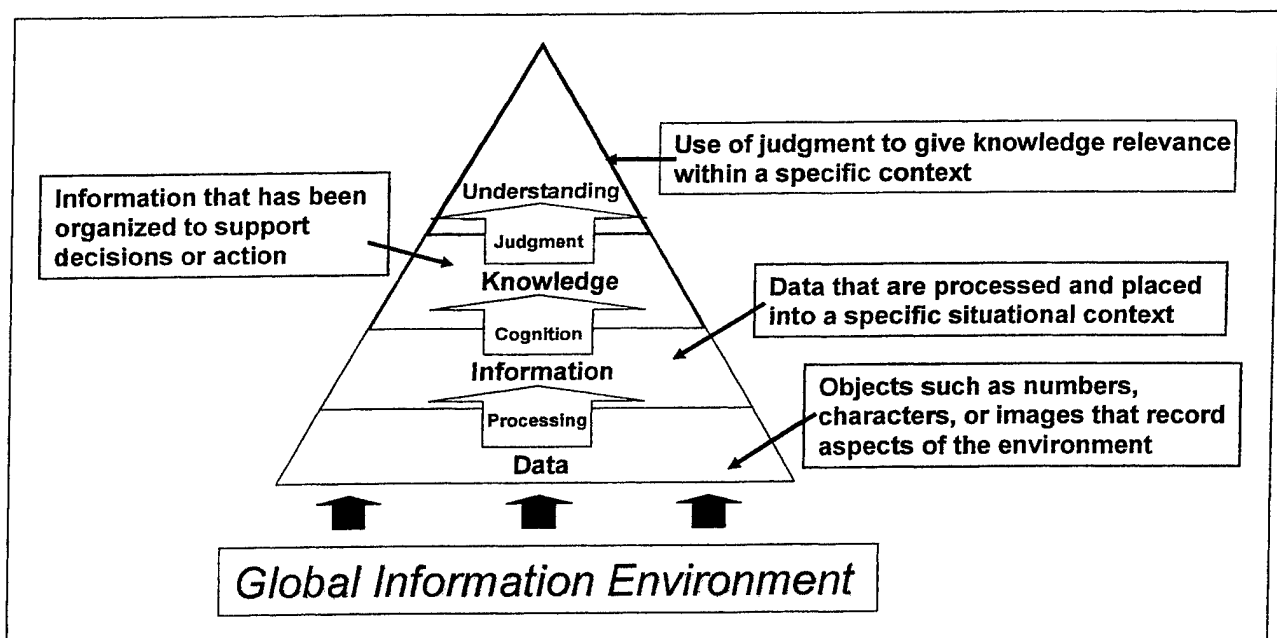 Use of judgment to give knowledge relevance
within a specific context
Information that has been
organized to support
decisions or action
Understanding
Judgment
Knowledge
Data that are processed and placed
into a specific situational context
Cognition
Information
Objects such as numbers,
characters, or images that record
aspects of the environment
Processing
Data
Global Information Environment